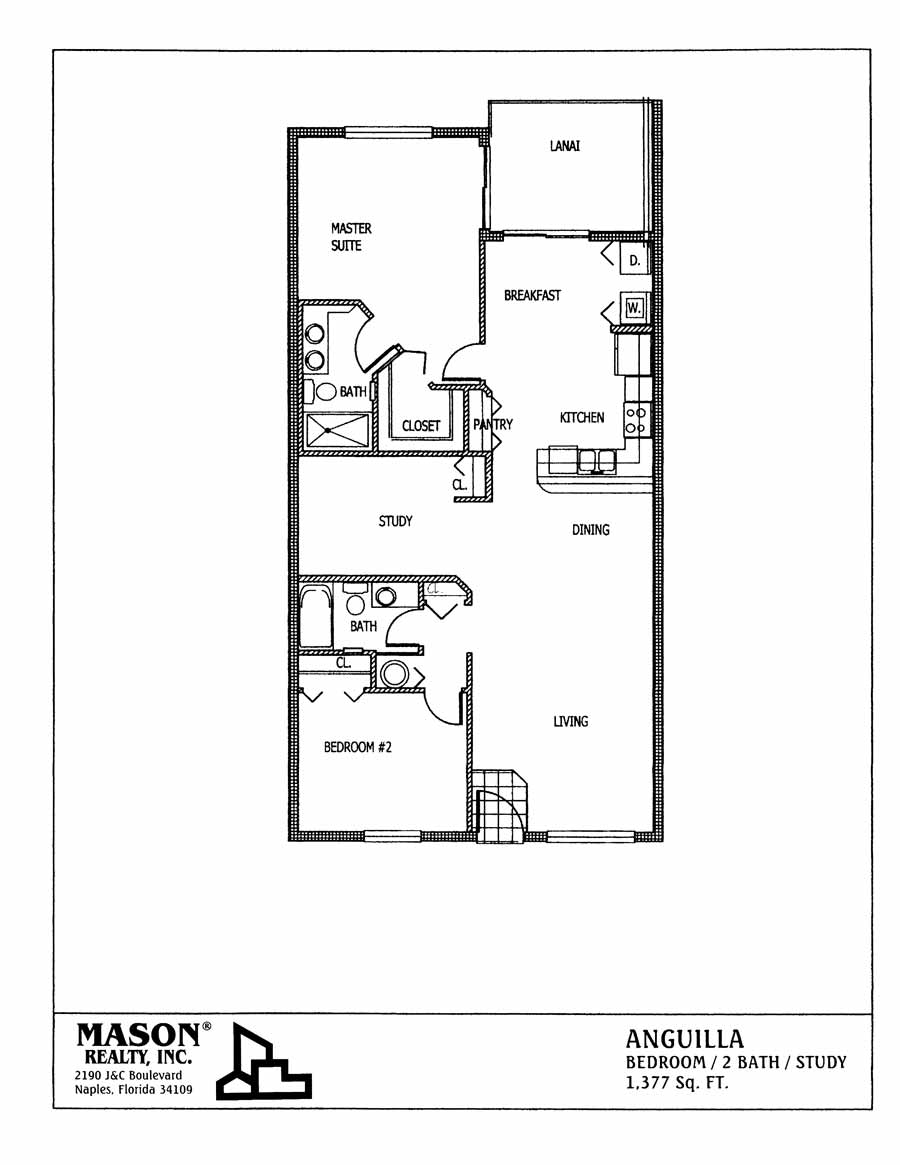 LANAI
MASTER
SUITE
D.
BREAKFAST
W.
BATH
CLOSET
PANTRY
KITCHEN
CL.
STUDY
DINING
CL.
BATH
CL.
LIVING
BEDROOM #2
MASON®
REALTY, INC.
2190 J&C Boulevard
Naples, Florida 34109
ANGUILLA
BEDROOM / 2 BATH / STUDY
1,377 Sq. FT.